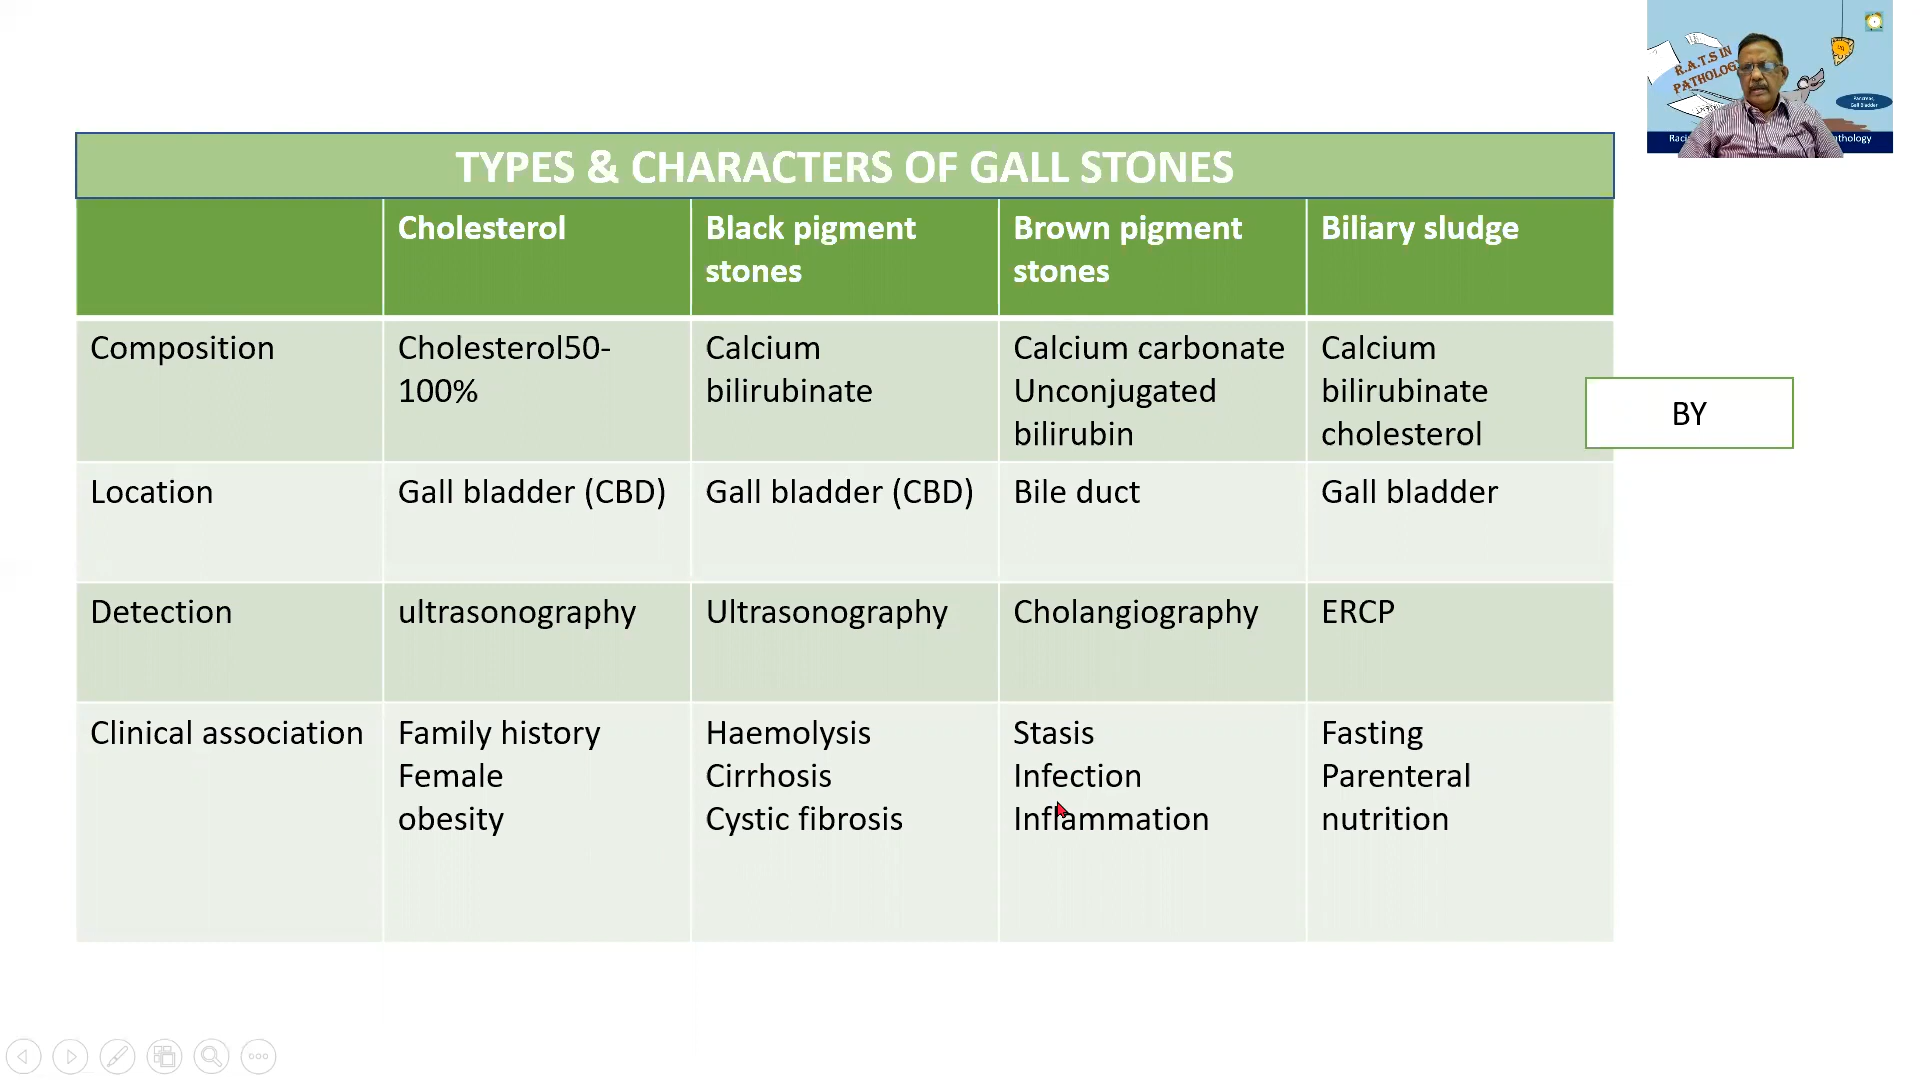 R.A.T.S IN
PATHOLOGY
Pancreas,
Gall Bladder
TYPES & CHARACTERS OF GALL STONES
Cholesterol
Black pigment
stones
Brown pigment
stones
Biliary sludge
Composition
Cholesterol50-
100%
Calcium
bilirubinate
Calcium carbonate
Unconjugated
bilirubin
Calcium
bilirubinate
cholesterol
BY
Location
Gall bladder (CBD)
Gall bladder (CBD)
Bile duct
Gall bladder
Detection
ultrasonography
Ultrasonography
Cholangiography
ERCP
Clinical association
Family history
Female
obesity
Haemolysis
Cirrhosis
Cystic fibrosis
Stasis
Infection
Inflammation
Fasting
Parenteral
nutrition